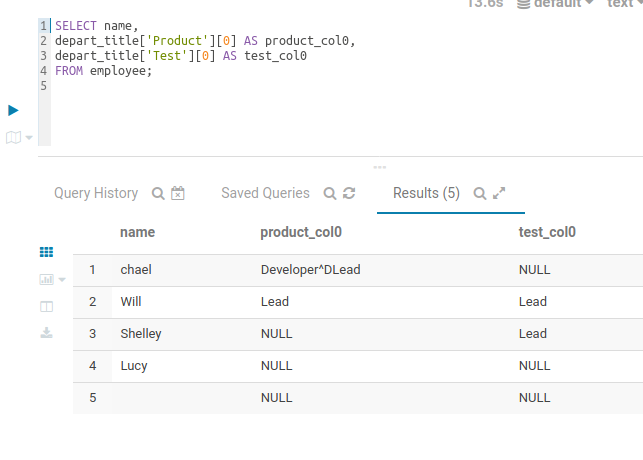 13.6s default text
1 SELECT name,
2 depart_title['Product'][0] AS product_col0,
3 depart_title['Test'][0] AS test_col0
4 FROM employee;
5
Query History Saved Queries Results (5)
name product_col0 test_col0
1 chael Developer^DLead NULL
2 Will Lead Lead
3 Shelley NULL Lead
4 Lucy NULL NULL
5 NULL NULL